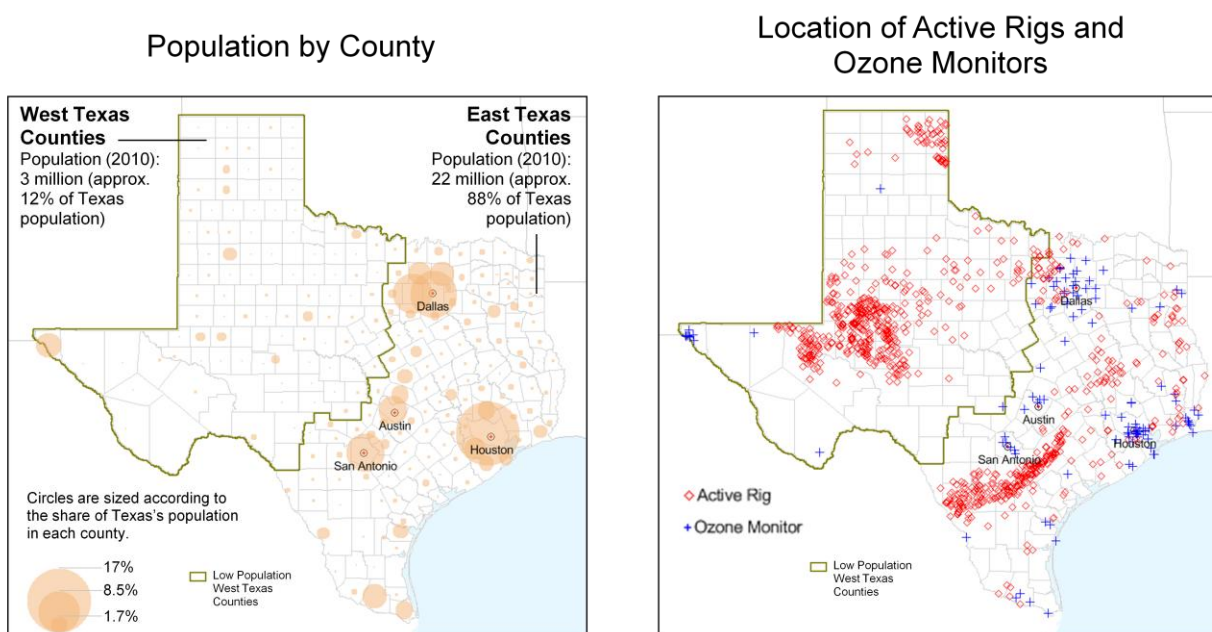 Population by County
West Texas
Counties
Population (2010):
3 million (approx.
12% of Texas
population)
East Texas
Counties
Population (2010):
22 million (approx.
88% of Texas
population)
Dallas
Austin
Houston
San Antonio
Circles are sized according to
the share of Texas's population
in each county.
17%
8.5%
1.7%
Low Population
West Texas
Counties
Location of Active Rigs and
Ozone Monitors
Dallas
Austin
Houston
San Antonio
Active Rig
Ozone Monitor
Low Population
West Texas
Counties